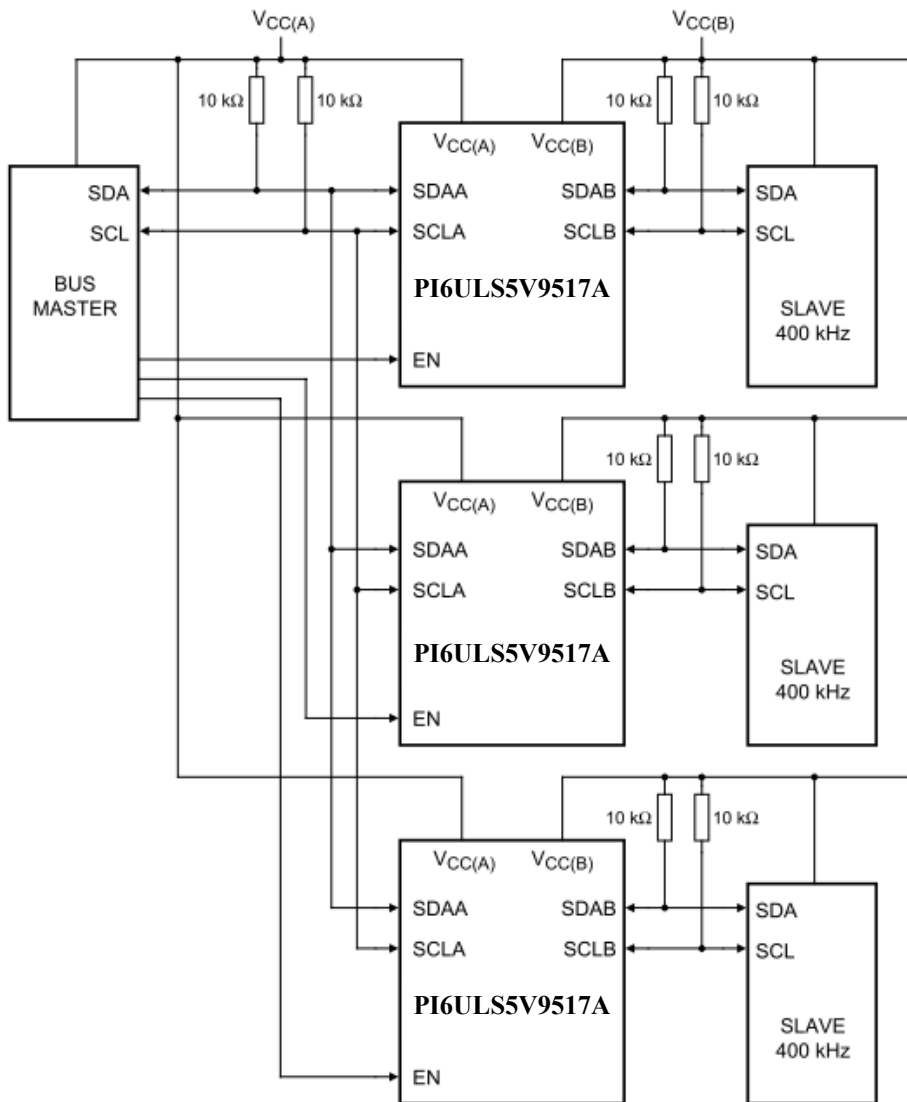 VCC(A) VCC(B)
10 kΩ 10 kΩ 10 kΩ 10 kΩ
VCC(A) VCC(B)
SDA SDAA SDAB SDA
SCL SCLA SCLB SCL
BUS
MASTER
PI6ULS5V9517A
SLAVE
400 kHz
EN
10 kΩ 10 kΩ
VCC(A) VCC(B)
SDAA SDAB SDA
SCLA SCLB SCL
PI6ULS5V9517A
SLAVE
400 kHz
EN
10 kΩ 10 kΩ
VCC(A) VCC(B)
SDAA SDAB SDA
SCLA SCLB SCL
PI6ULS5V9517A
SLAVE
400 kHz
EN